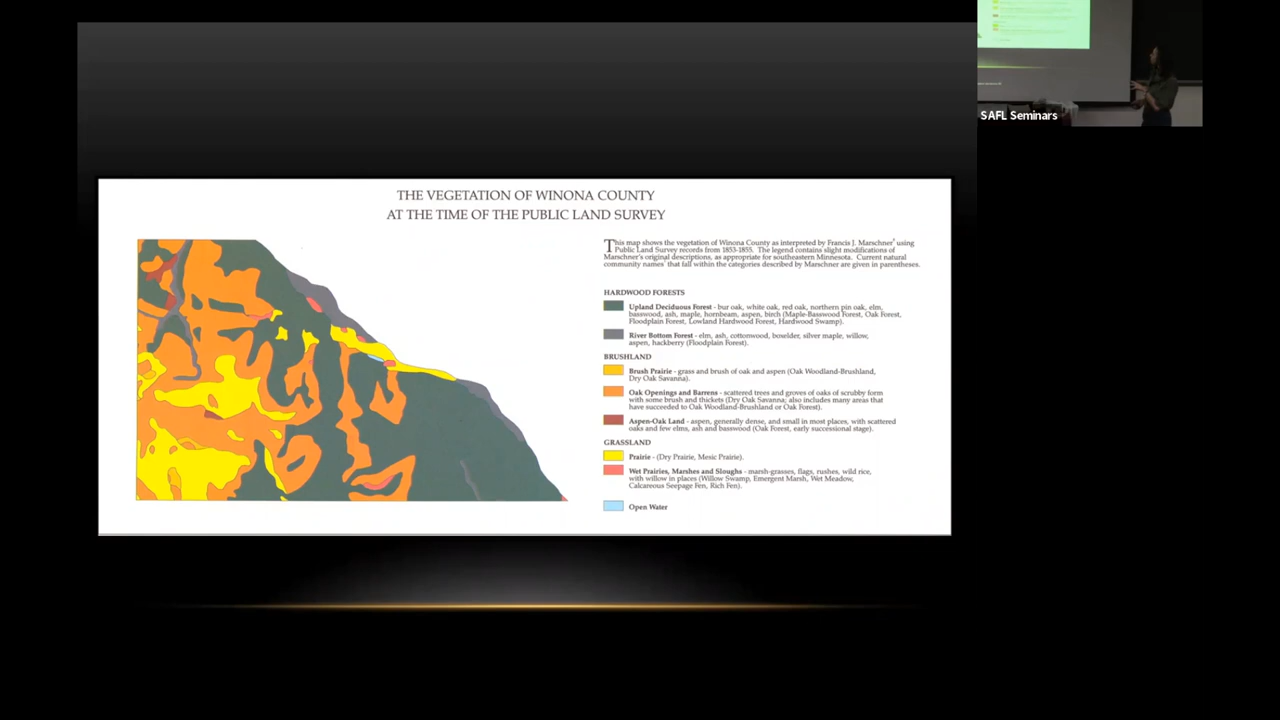 SAFL Seminars
THE VEGETATION OF WINONA COUNTY
AT THE TIME OF THE PUBLIC LAND SURVEY
This map shows the vegetation of Winona County as interpreted by Francis J. Marschner¹ using
Public Land Survey records from 1853-1855. The legend contains slight modifications of
Marschner's original descriptions, as appropriate for southeastern Minnesota. Current natural
community names that fall within the categories described by Marschner are given in parentheses.
HARDWOOD FORESTS
Upland Deciduous Forest - bur oak, white oak, red oak, northern pin oak, elm,
basswood, ash, maple, hornbeam, aspen, birch (Maple-Basswood Forest, Oak Forest,
Floodplain Forest, Lowland Hardwood Forest, Hardwood Swamp).
River Bottom Forest - elm, ash, cottonwood, boxelder, silver maple, willow,
aspen, hackberry (Floodplain Forest).
BRUSHLAND
Brush Prairie - grass and brush of oak and aspen (Oak Woodland-Brushland,
Dry Oak Savanna).
Oak Openings and Barrens - scattered trees and groves of oaks of scrubby form
with some brush and thickets (Dry Oak Savanna; also includes many areas that
have succeeded to Oak Woodland-Brushland or Oak Forest).
Aspen-Oak Land - aspen, generally dense, and small in most places, with scattered
oaks and few elms, ash and basswood (Oak Forest, early successional stage).
GRASSLAND
Prairie - (Dry Prairie, Mesic Prairie).
Wet Prairies, Marshes and Sloughs - marsh-grasses, flags, rushes, wild rice,
with willow in places (Willow Swamp, Emergent Marsh, Wet Meadow,
Calcareous Seepage Fen, Rich Fen).
Open Water